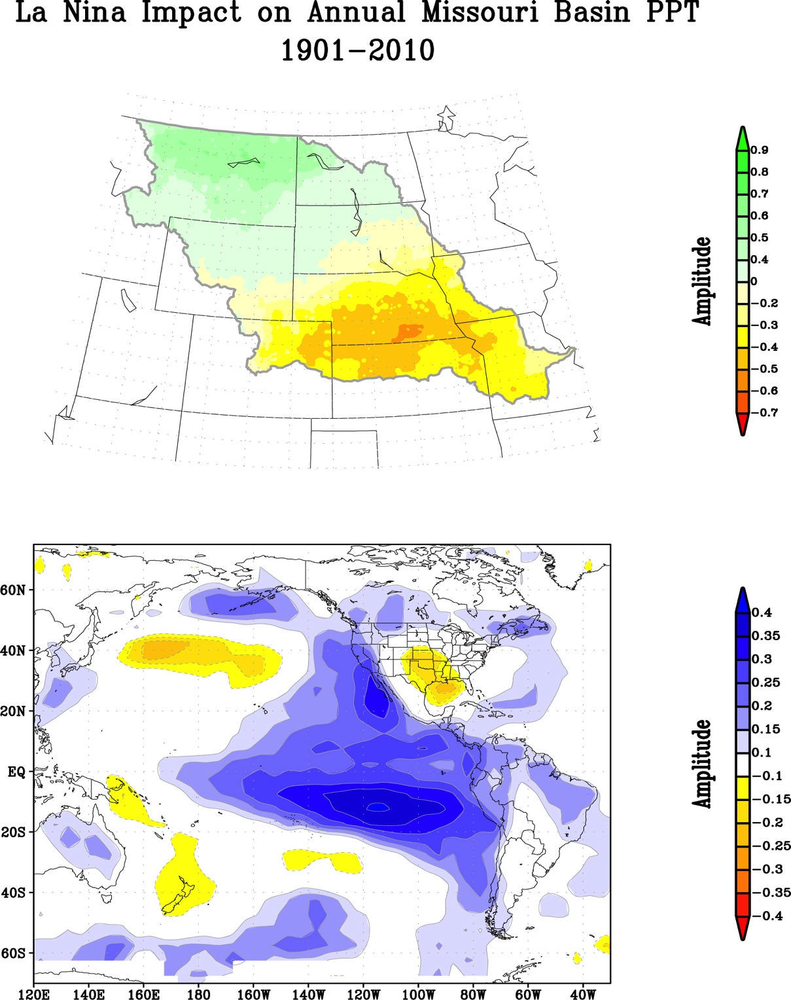 La Nina Impact on Annual Missouri Basin PPT
1901-2010
0.9
0.8
0.7
0.6
0.5
0.4
0
-0.2
-0.3
-0.4
-0.5
-0.6
-0.7
Amplitude
60N
40N
20N
EQ
20S
40S
60S
120E 140E 160E 180 160W 140W 120W 100W 80W 60W 40W
0.4
0.35
0.3
0.25
0.2
0.15
0.1
-0.1
-0.15
-0.2
-0.25
-0.3
-0.35
-0.4
Amplitude